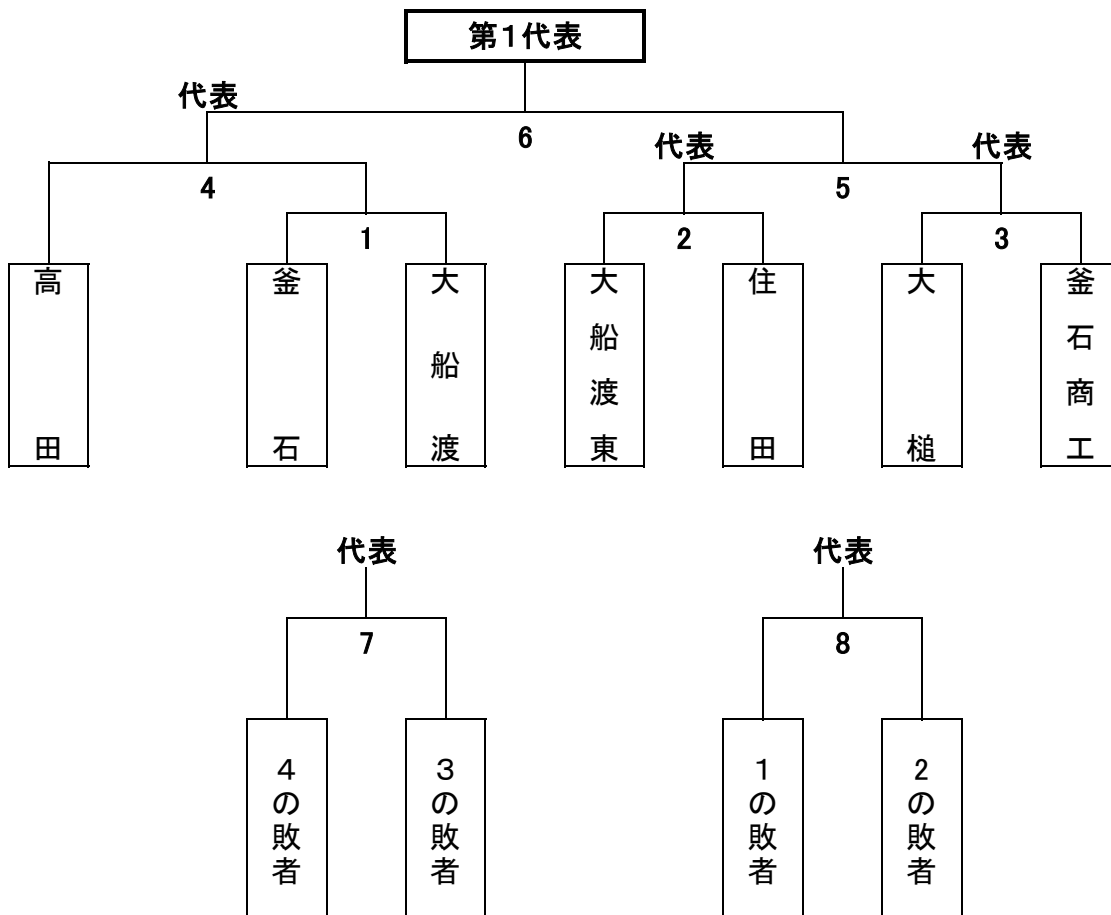 第1代表
代表
6
代表
代表
4
5
1
2
3
高田
釜石
大船渡
大船渡東
住田
大槌
釜石商工
代表
代表
7
8
４の敗者
３の敗者
１の敗者
2の敗者